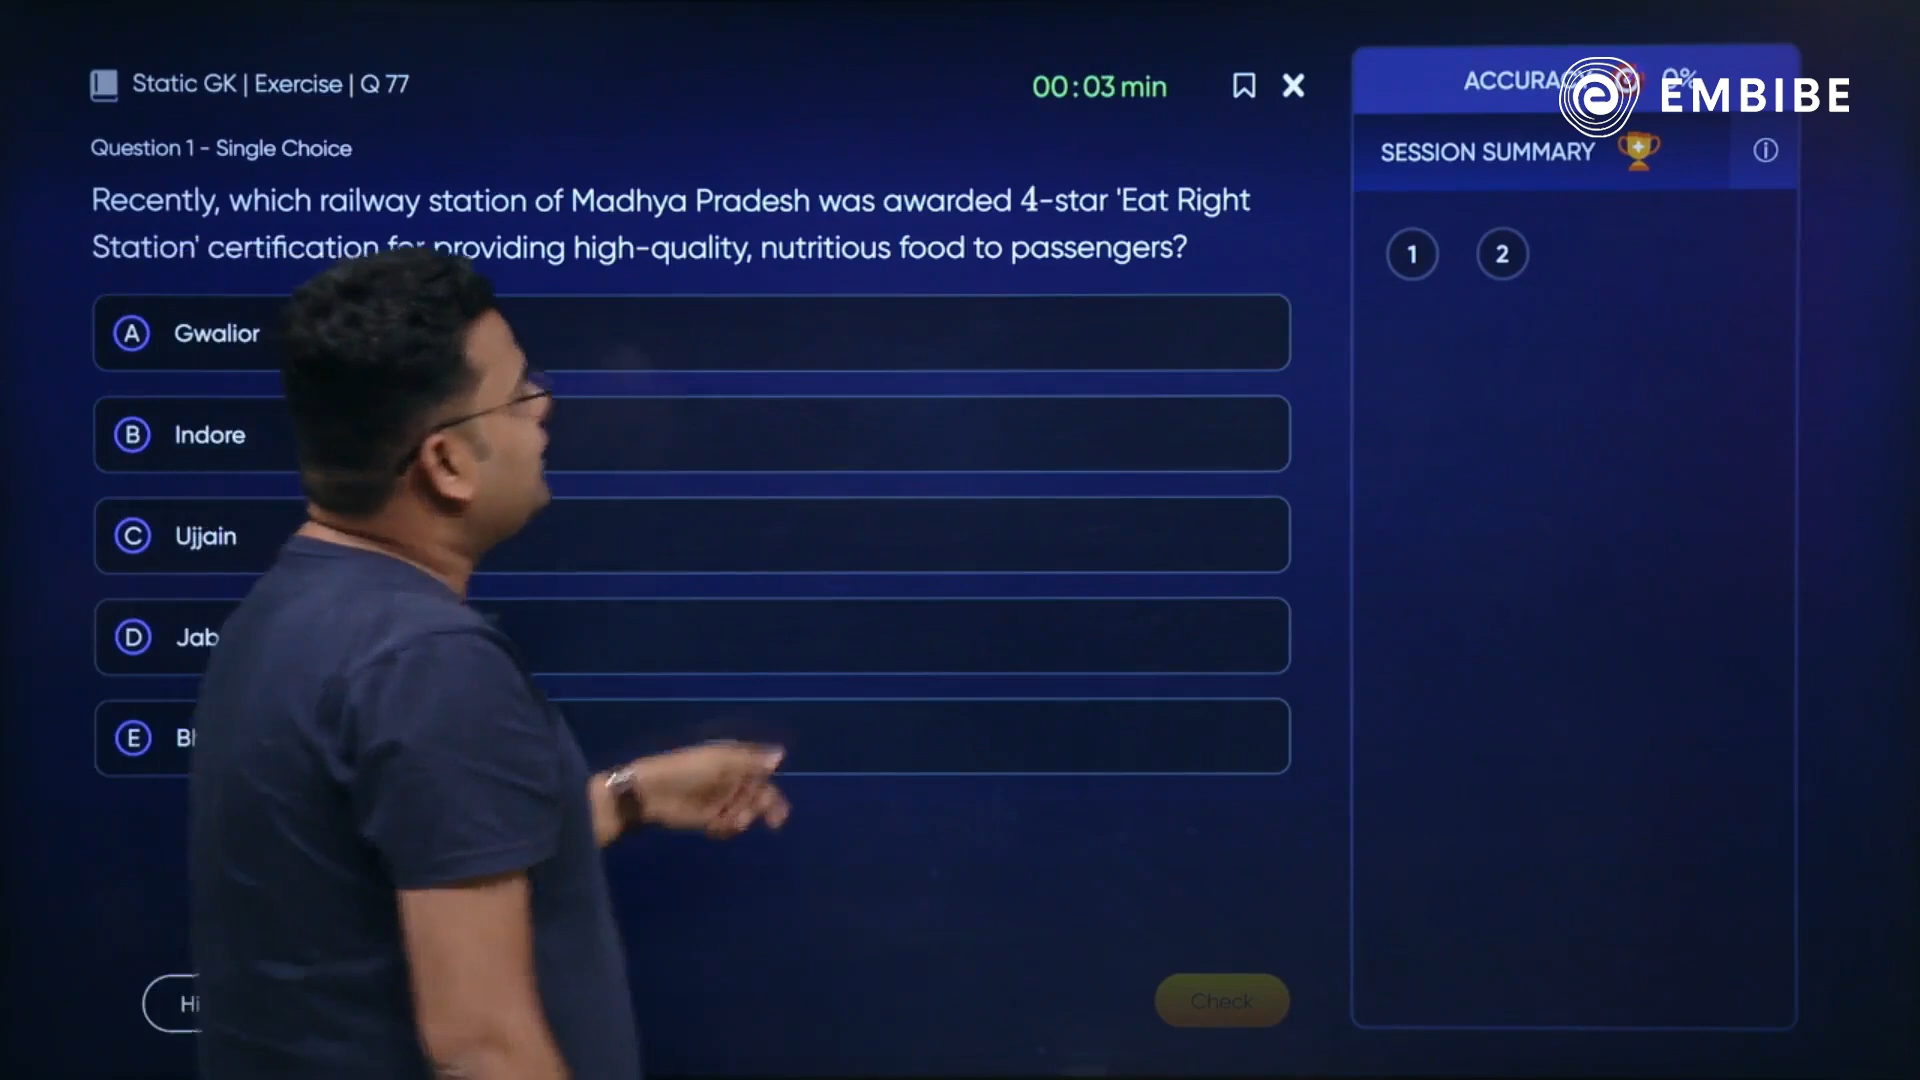 Static GK | Exercise | Q 77
00:03 min
ACCURACY
EMBIBE
Question 1 - Single Choice
SESSION SUMMARY
Recently, which railway station of Madhya Pradesh was awarded 4-star 'Eat Right
Station' certification for providing high-quality, nutritious food to passengers?
1 2
A Gwalior
B Indore
C Ujjain
D
E
Check